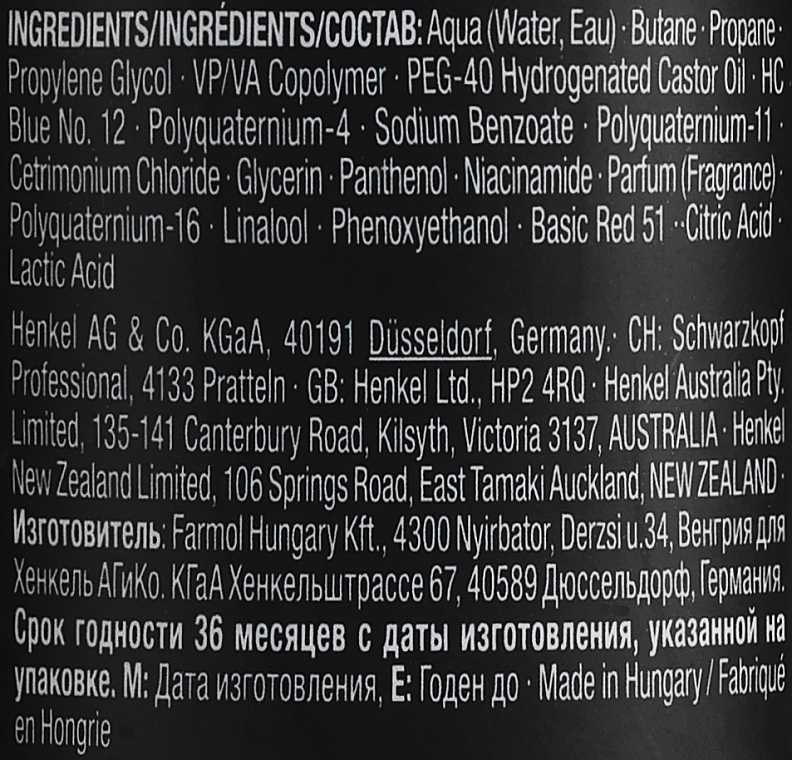 INGREDIENTS/INGRÉDIENTS/СОСТАВ: Aqua (Water, Eau) · Butane · Propane ·
Propylene Glycol · VP/VA Copolymer · PEG-40 Hydrogenated Castor Oil · HC
Blue No. 12 · Polyquaternium-4 · Sodium Benzoate · Polyquaternium-11 ·
Cetrimonium Chloride · Glycerin · Panthenol · Niacinamide · Parfum (Fragrance) ·
Polyquaternium-16 · Linalool · Phenoxyethanol · Basic Red 51 ··Citric Acid ·
Lactic Acid
Henkel AG & Co. KGaA, 40191 Düsseldorf, Germany.· CH: Schwarzkopf
Professional, 4133 Pratteln · GB: Henkel Ltd., HP2 4RQ · Henkel Australia Pty.
Limited, 135-141 Canterbury Road, Kilsyth, Victoria 3137, AUSTRALIA · Henkel
New Zealand Limited, 106 Springs Road, East Tamaki Auckland, NEW ZEALAND ·
Изготовитель: Farmol Hungary Kft., 4300 Nyirbator, Derzsi u.34, Венгрия для
Хенкель АГиКо. КГаА Хенкельштрассе 67, 40589 Дюссельдорф, Германия.
Срок годности 36 месяцев с даты изготовления, указанной на
упаковке. М: Дата изготовления, Е: Годен до · Made in Hungary / Fabriqué
en Hongrie